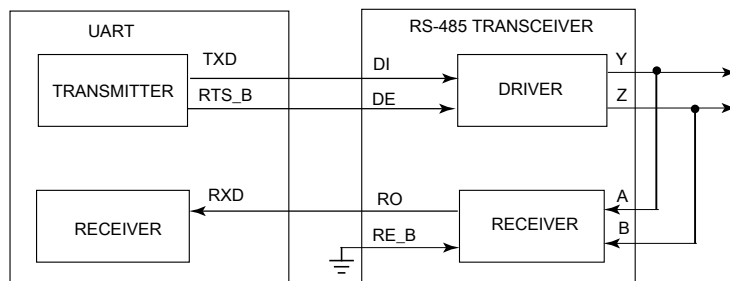 UART
RS-485 TRANSCEIVER
TRANSMITTER
TXD
DI
DRIVER
Y
RTS_B
DE
Z
RECEIVER
RXD
RO
RECEIVER
A
RE_B
B